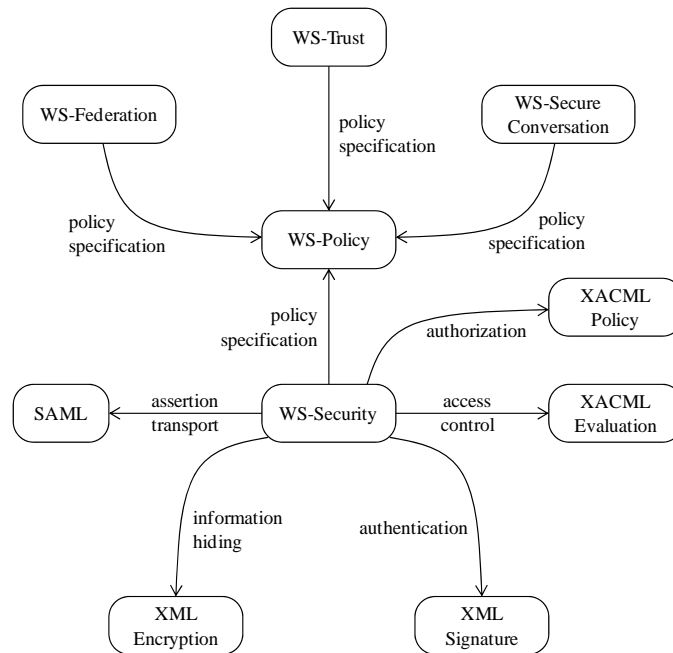 WS-Trust
WS-Federation
WS-Secure
Conversation
policy
specification
policy
specification
policy
specification
WS-Policy
XACML
Policy
policy
specification
authorization
SAML
assertion
transport
WS-Security
access
control
XACML
Evaluation
information
hiding
authentication
XML
Encryption
XML
Signature